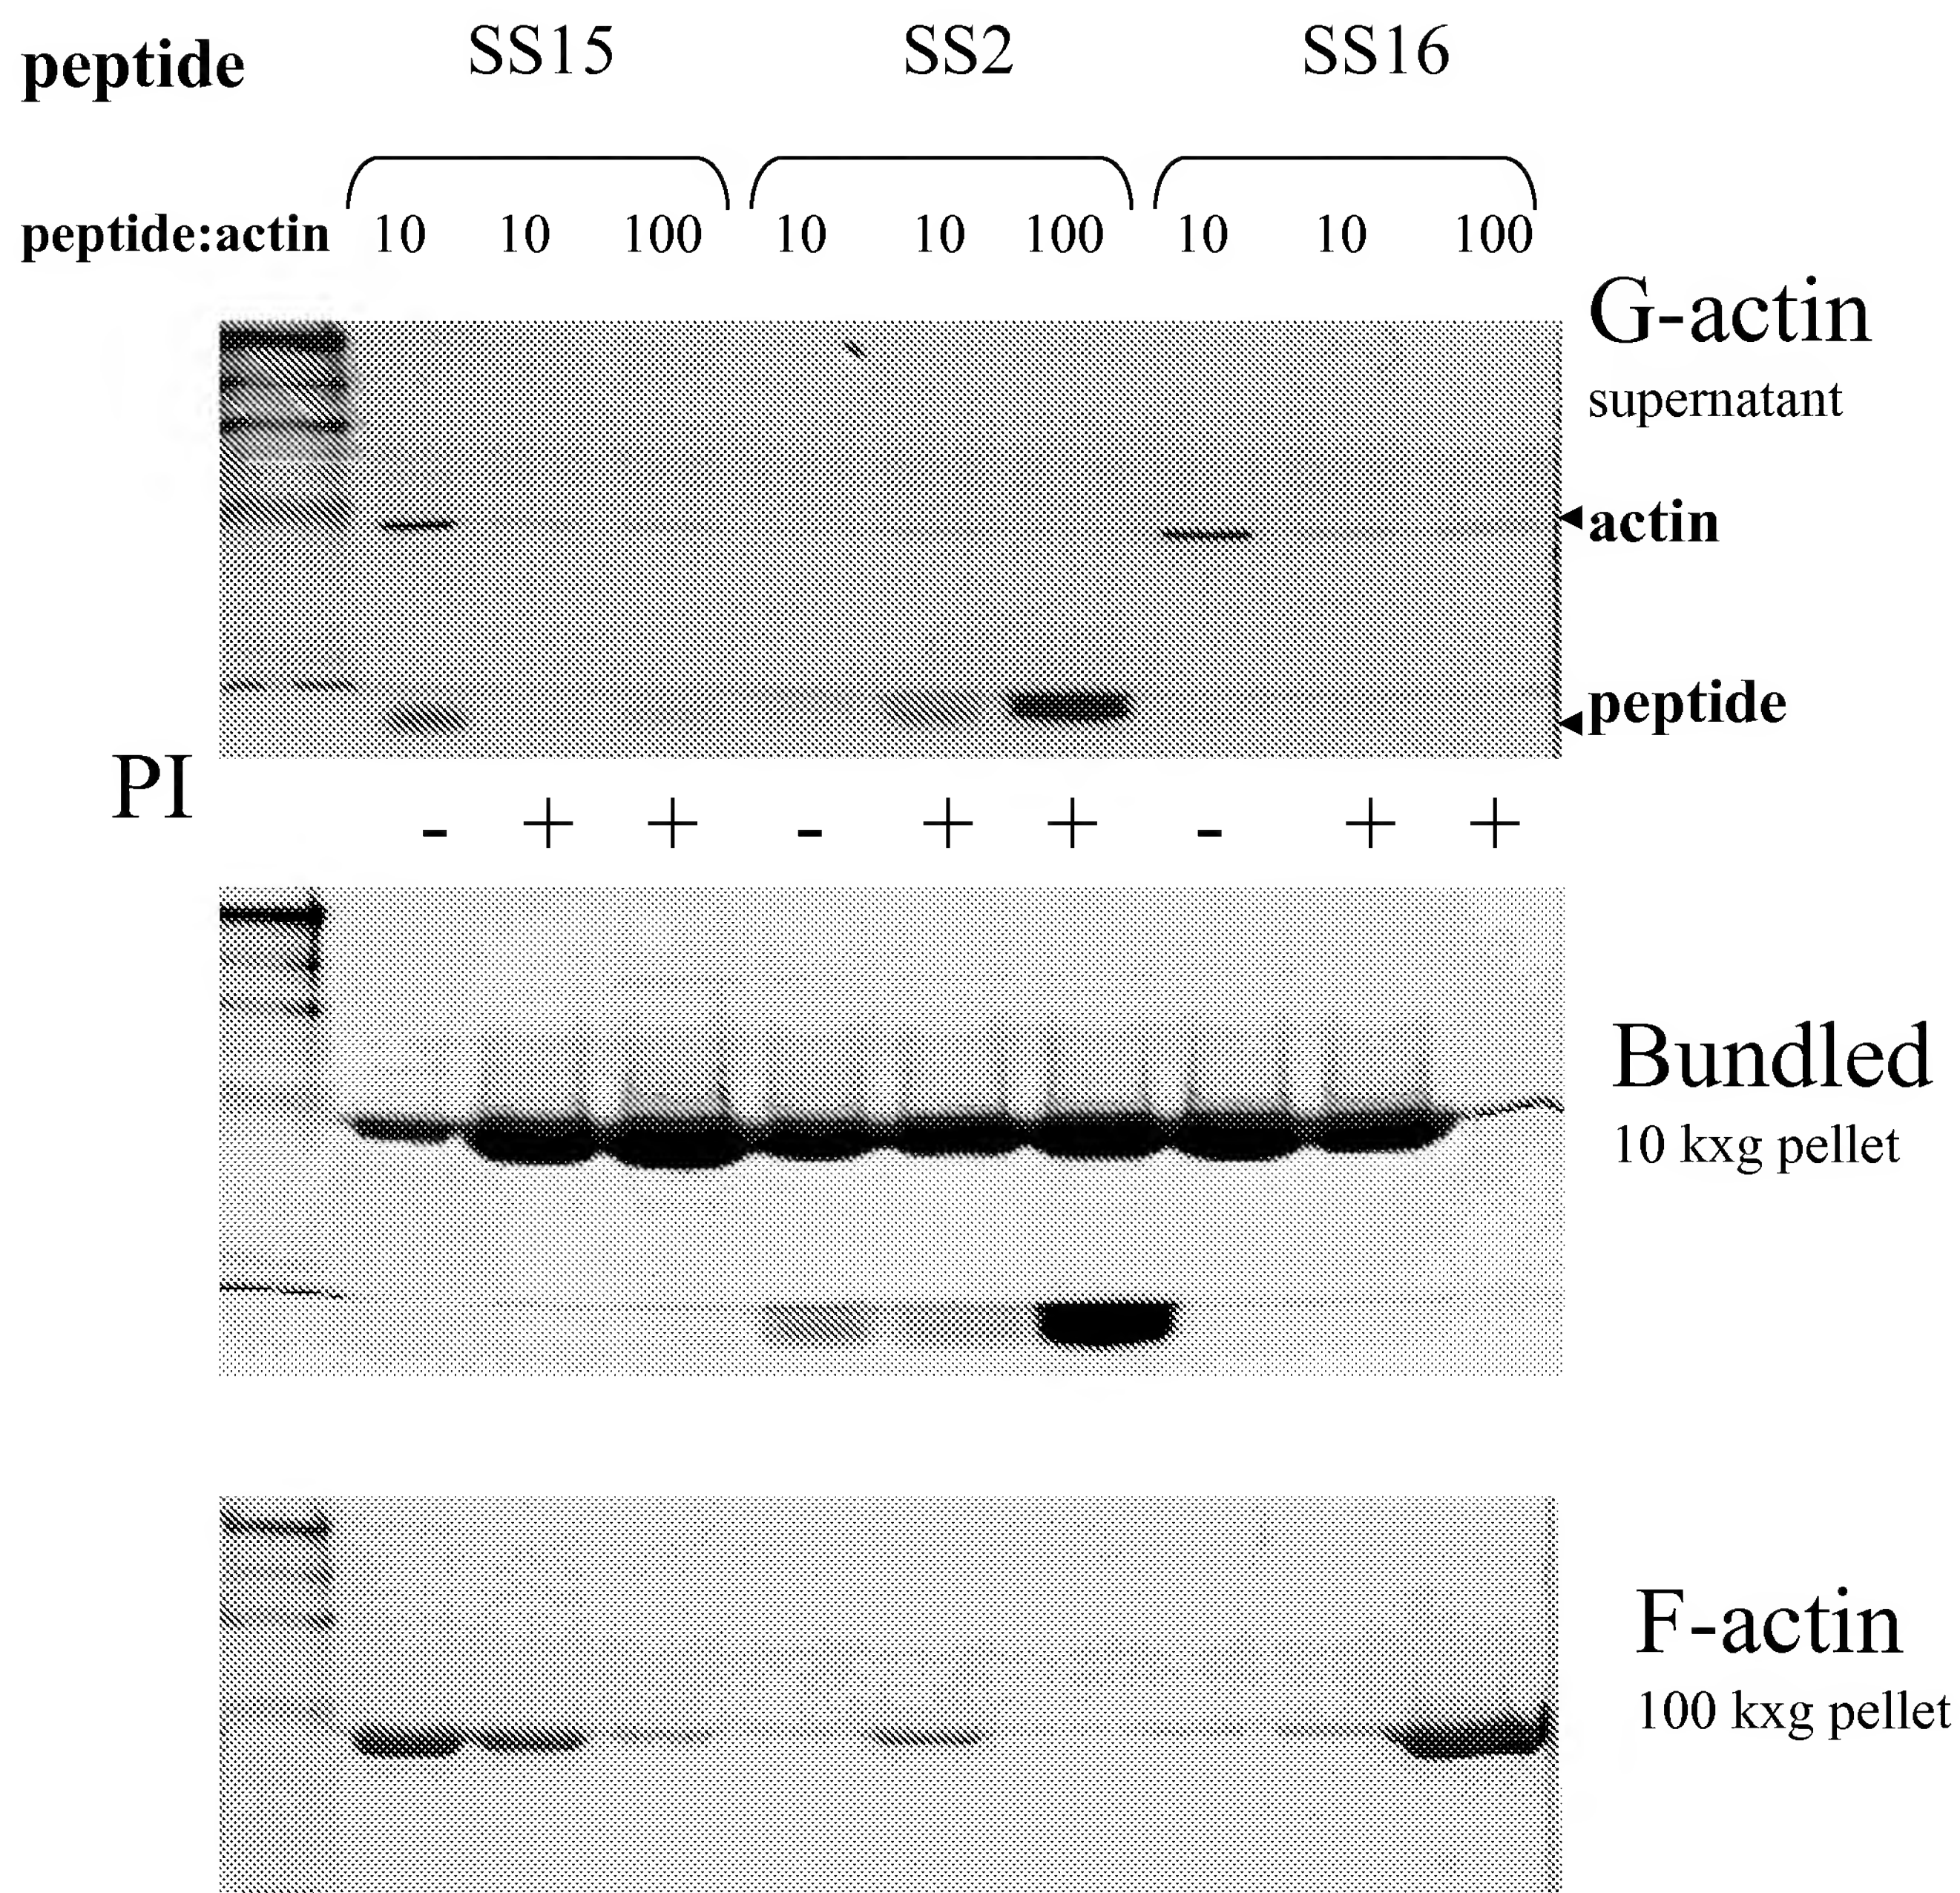 peptide SS15 SS2 SS16
peptide:actin 10 10 100 10 10 100 10 10 100
G-actin
supernatant
actin
peptide
PI - + + - + + - + +
Bundled
10 kxg pellet
F-actin
100 kxg pellet